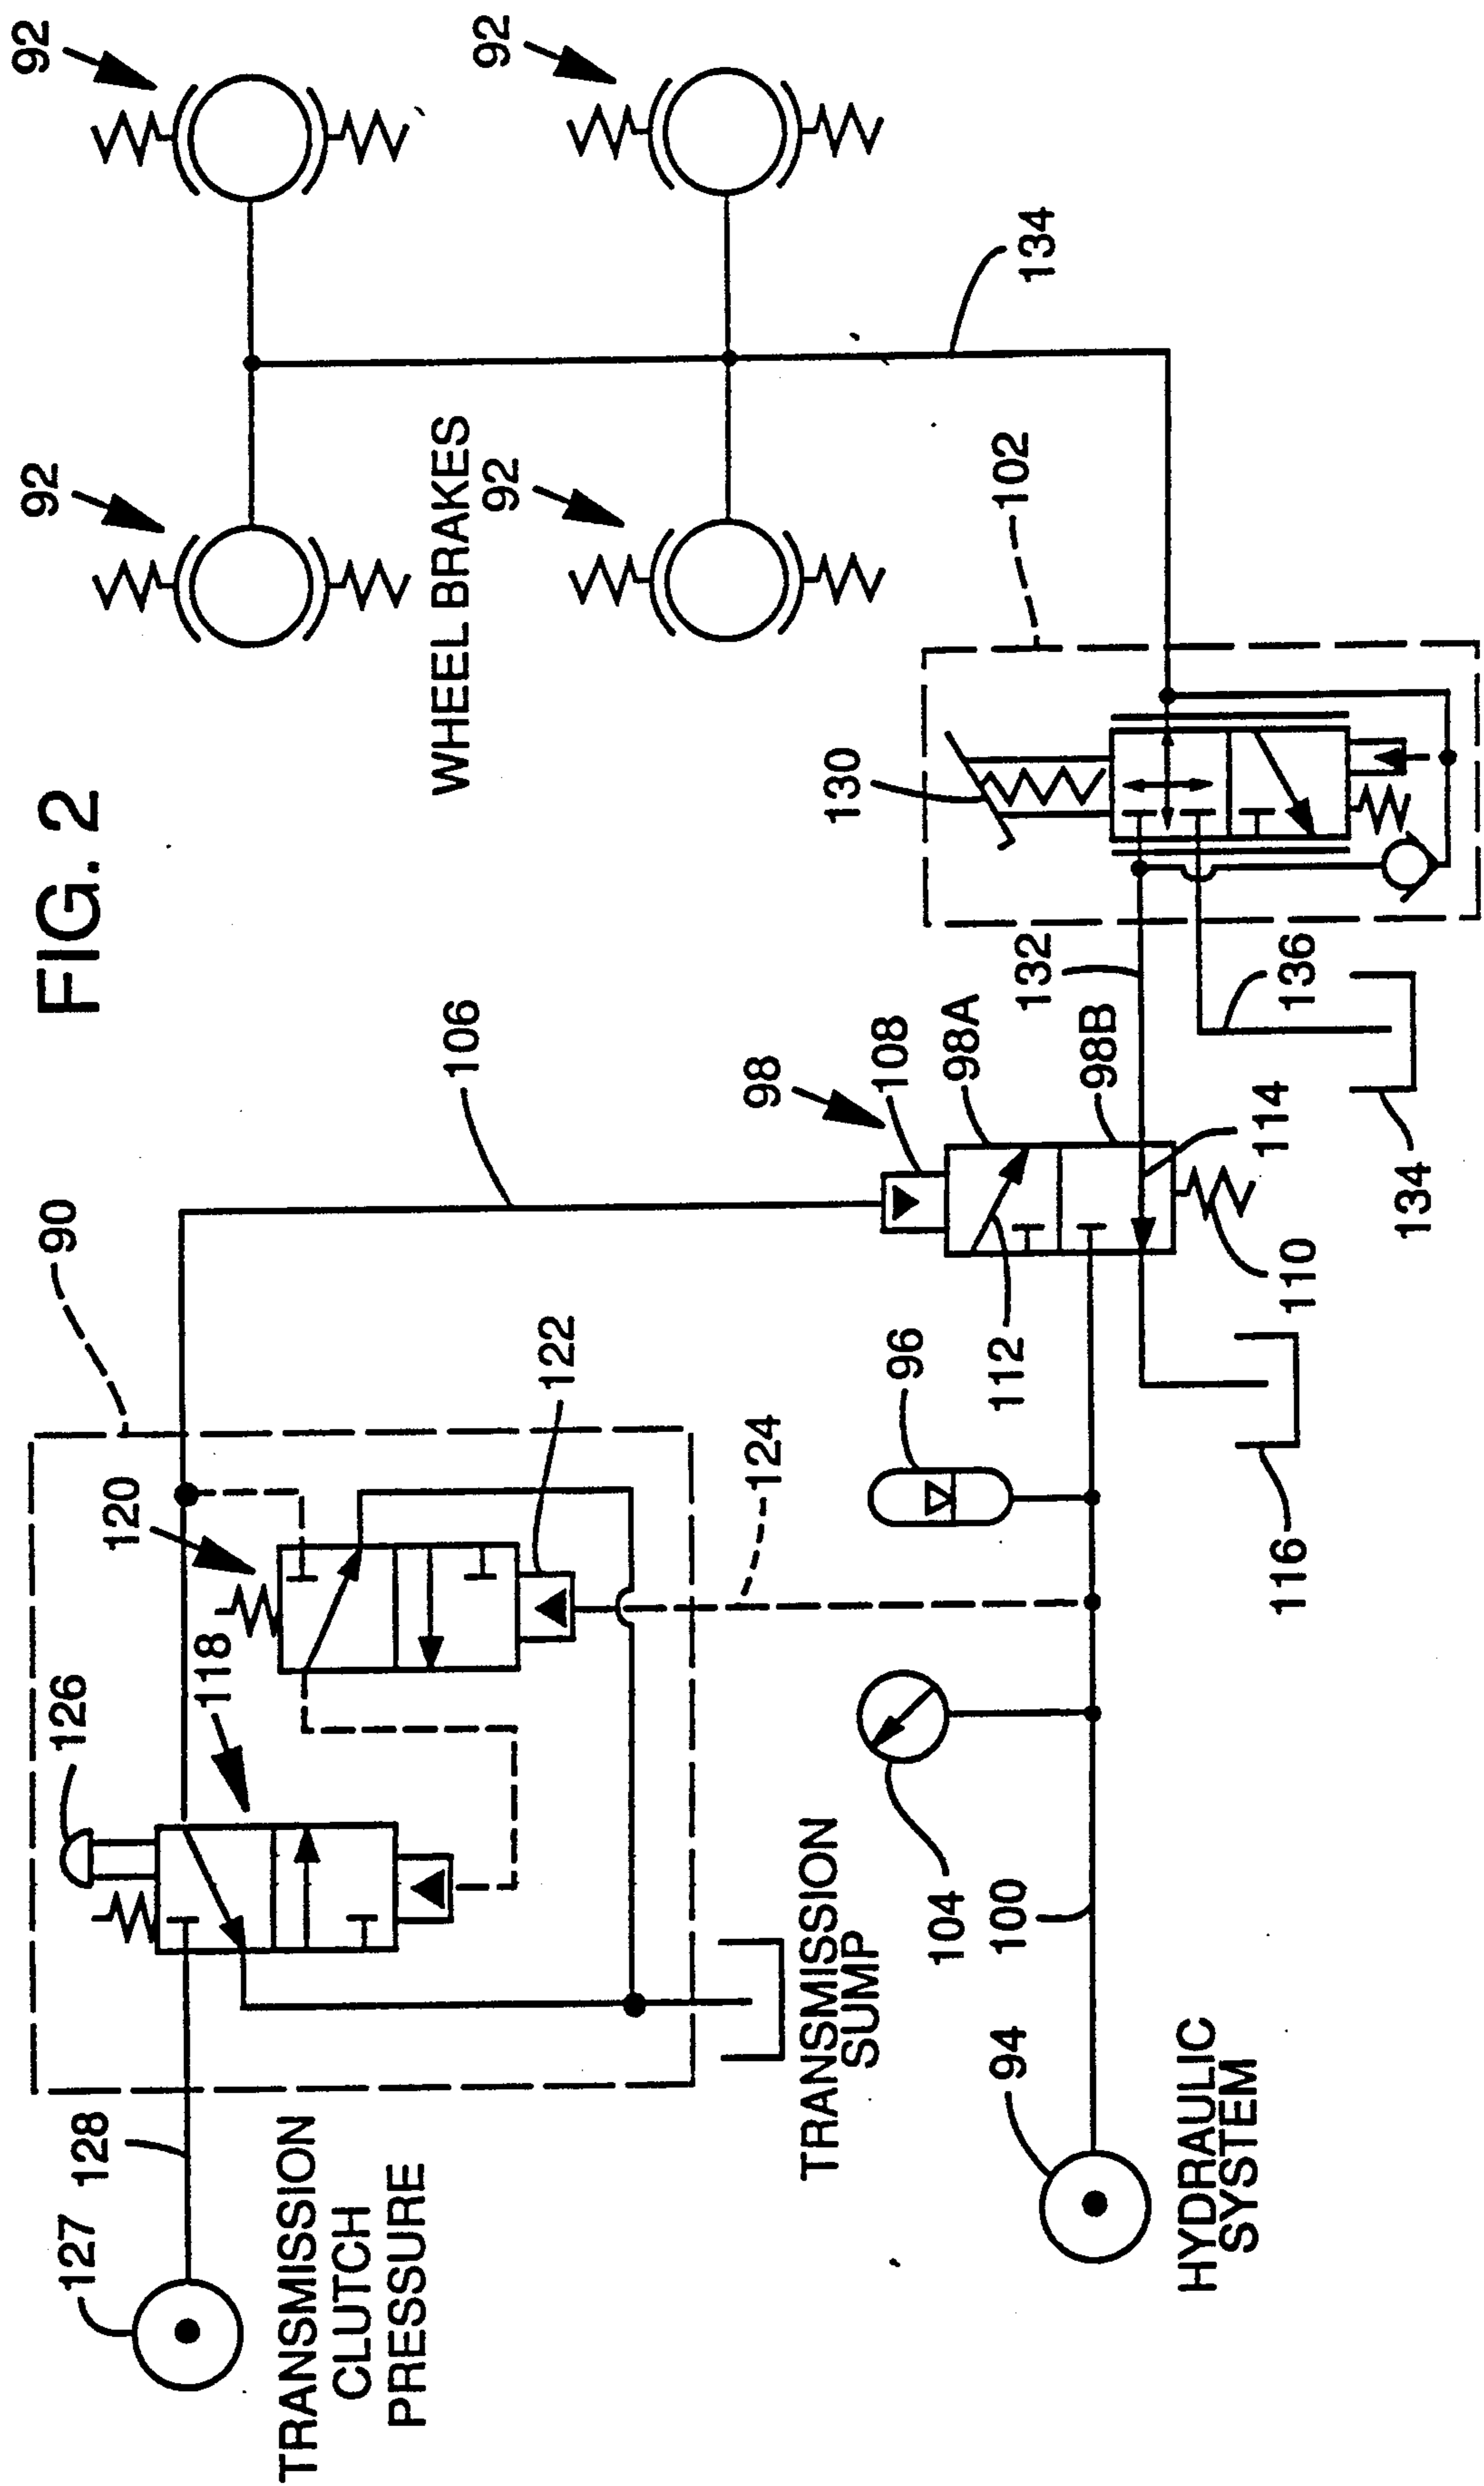 FIG. 2
92
92
92
92
WHEEL BRAKES
134
102
130
132
136
134
106
98
108
98A
98B
114
110
112
116
96
90
120
122
124
118
126
104
100
94
127
128
TRANSMISSION
CLUTCH
PRESSURE
TRANSMISSION
SUMP
HYDRAULIC
SYSTEM